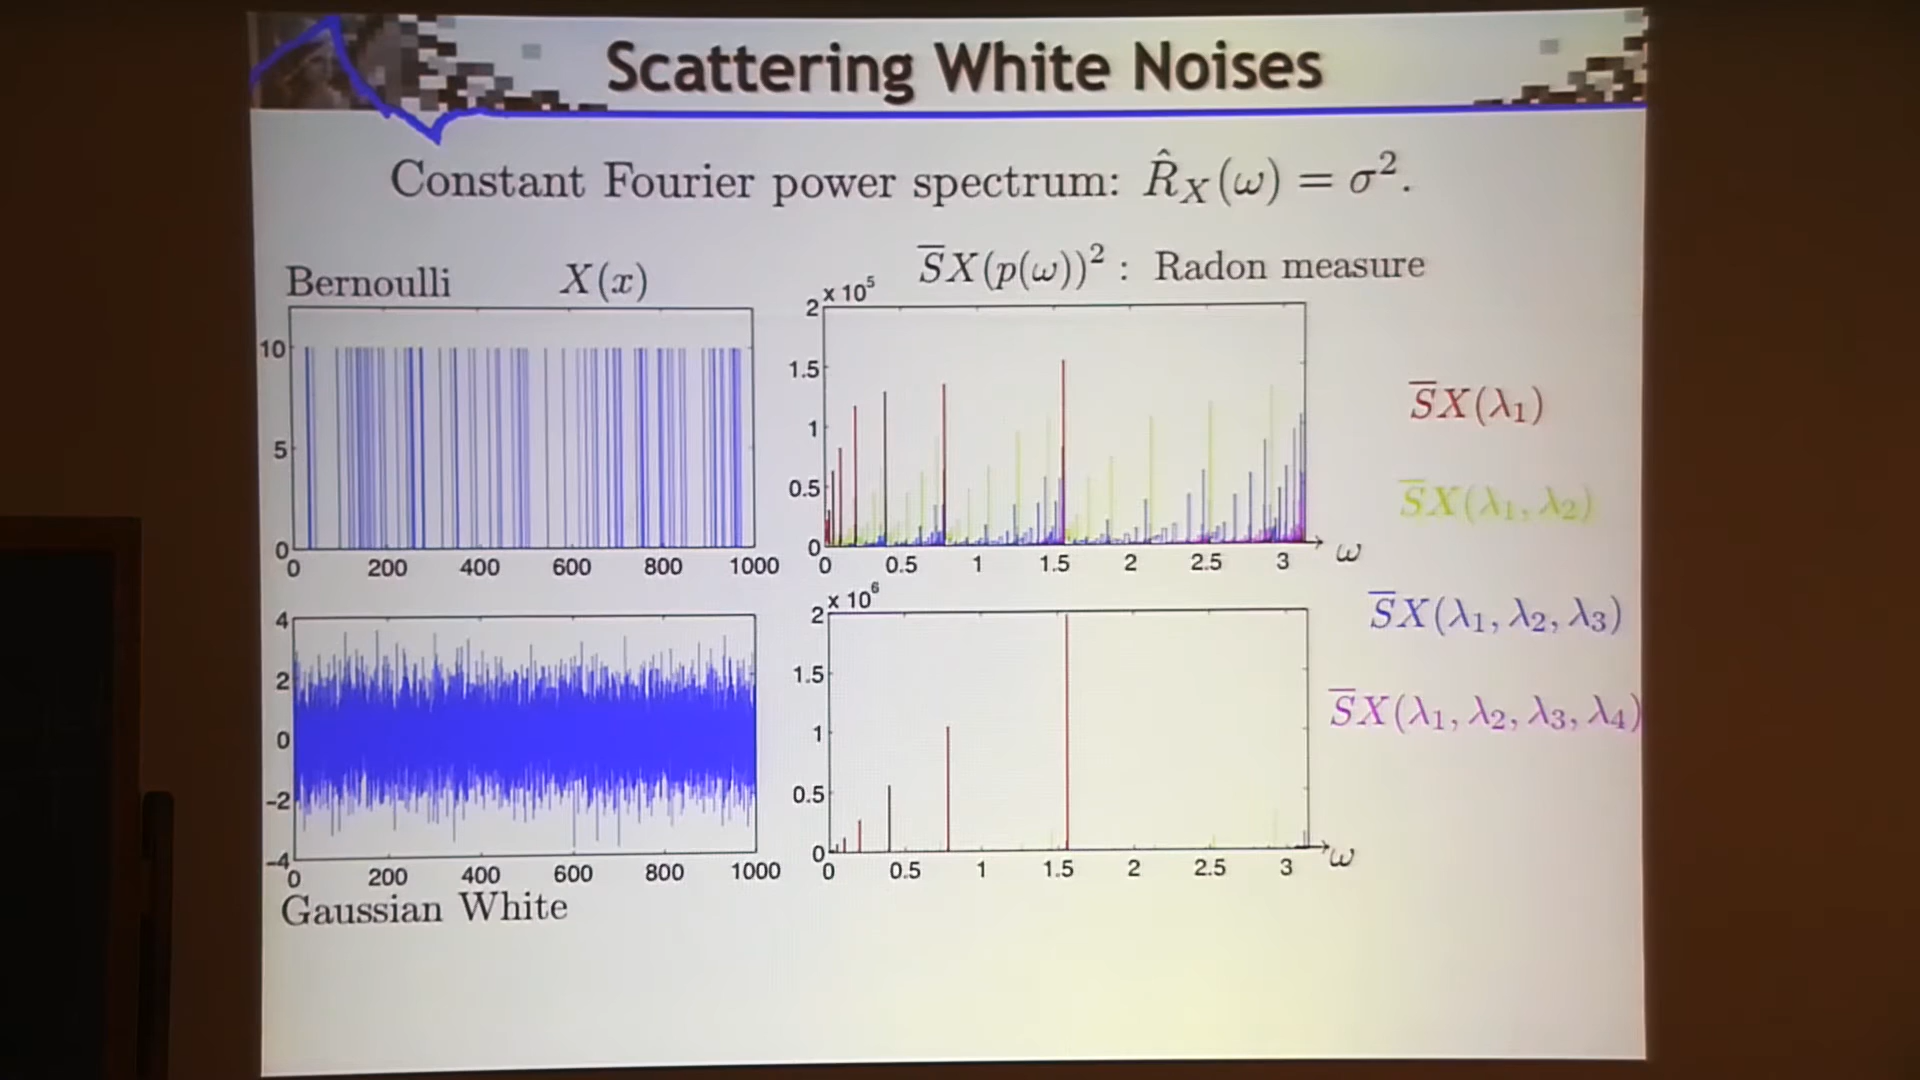 Scattering White Noises
Constant Fourier power spectrum: R̂_X(ω) = σ².
Bernoulli X(x)
S̅X(p(ω))² : Radon measure
10
5
0
0 200 400 600 800 1000
x 10⁵
2
1.5
1
0.5
0
0 0.5 1 1.5 2 2.5 3
ω
S̅X(λ₁)
S̅X(λ₁, λ₂)
S̅X(λ₁, λ₂, λ₃)
S̅X(λ₁, λ₂, λ₃, λ₄)
4
2
0
-2
-4
0 200 400 600 800 1000
Gaussian White
x 10⁶
2
1.5
1
0.5
0
0 0.5 1 1.5 2 2.5 3
ω